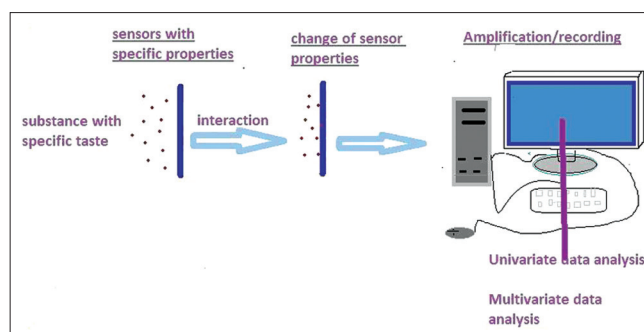 sensors with
specific properties
change of sensor
properties
Amplification/recording
substance with
specific taste
interaction
Univariate data analysis
Multivariate data
analysis